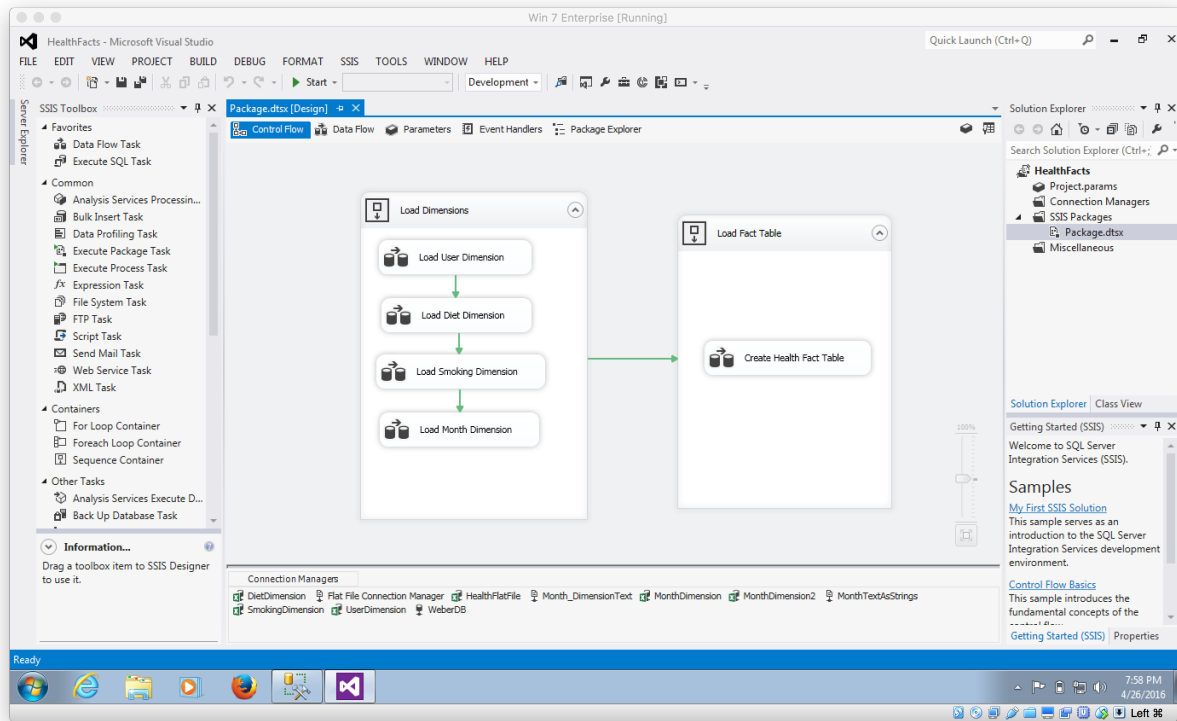 Win 7 Enterprise [Running]
HealthFacts - Microsoft Visual Studio
Quick Launch (Ctrl+Q)
FILE EDIT VIEW PROJECT BUILD DEBUG FORMAT SSIS TOOLS WINDOW HELP
Start
Development
Server Explorer
SSIS Toolbox
Favorites
Data Flow Task
Execute SQL Task
Common
Analysis Services Processin...
Bulk Insert Task
Data Profiling Task
Execute Package Task
Execute Process Task
Expression Task
File System Task
FTP Task
Script Task
Send Mail Task
Web Service Task
XML Task
Containers
For Loop Container
Foreach Loop Container
Sequence Container
Other Tasks
Analysis Services Execute D...
Back Up Database Task
Information...
Drag a toolbox item to SSIS Designer
to use it.
Package.dtsx [Design]
Control Flow Data Flow Parameters Event Handlers Package Explorer
Load Dimensions
Load User Dimension
Load Diet Dimension
Load Smoking Dimension
Load Month Dimension
Load Fact Table
Create Health Fact Table
100%
Connection Managers
DietDimension Flat File Connection Manager HealthFlatFile Month_DimensionText MonthDimension MonthDimension2 MonthTextAsStrings
SmokingDimension UserDimension WeberDB
Solution Explorer
Search Solution Explorer (Ctrl+;
HealthFacts
Project.params
Connection Managers
SSIS Packages
Package.dtsx
Miscellaneous
Solution Explorer Class View
Getting Started (SSIS)
Welcome to SQL Server
Integration Services (SSIS).
Samples
My First SSIS Solution
This sample serves as an
introduction to the SQL Server
Integration Services development
environment.
Control Flow Basics
This sample introduces the
fundamental concepts of the
Getting Started (SSIS) Properties
Ready
7:58 PM
4/26/2016
Left ⌘